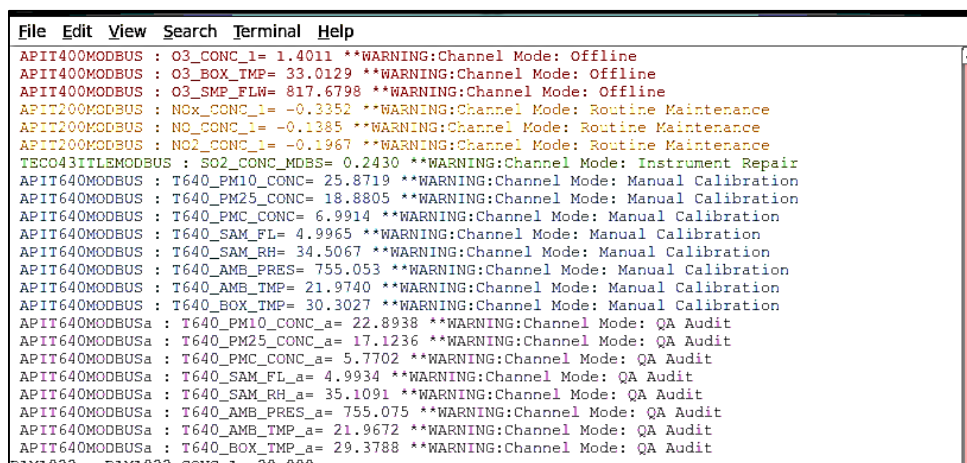 File Edit View Search Terminal Help
APIT400MODBUS : O3_CONC_1= 1.4011 **WARNING:Channel Mode: Offline
APIT400MODBUS : O3_BOX_TMP= 33.0129 **WARNING:Channel Mode: Offline
APIT400MODBUS : O3_SMP_FLW= 817.6798 **WARNING:Channel Mode: Offline
APIT200MODBUS : NOx_CONC_1= -0.3352 **WARNING:Channel Mode: Routine Maintenance
APIT200MODBUS : NO_CONC_1= -0.1385 **WARNING:Channel Mode: Routine Maintenance
APIT200MODBUS : NO2_CONC_1= -0.1967 **WARNING:Channel Mode: Routine Maintenance
TECO43ITLEMODBUS : SO2_CONC_MDBS= 0.2430 **WARNING:Channel Mode: Instrument Repair
APIT640MODBUS : T640_PM10_CONC= 25.8719 **WARNING:Channel Mode: Manual Calibration
APIT640MODBUS : T640_PM25_CONC= 18.8805 **WARNING:Channel Mode: Manual Calibration
APIT640MODBUS : T640_PMC_CONC= 6.9914 **WARNING:Channel Mode: Manual Calibration
APIT640MODBUS : T640_SAM_FL= 4.9965 **WARNING:Channel Mode: Manual Calibration
APIT640MODBUS : T640_SAM_RH= 34.5067 **WARNING:Channel Mode: Manual Calibration
APIT640MODBUS : T640_AMB_PRES= 755.053 **WARNING:Channel Mode: Manual Calibration
APIT640MODBUS : T640_AMB_TMP= 21.9740 **WARNING:Channel Mode: Manual Calibration
APIT640MODBUS : T640_BOX_TMP= 30.3027 **WARNING:Channel Mode: Manual Calibration
APIT640MODBUSa : T640_PM10_CONC_a= 22.8938 **WARNING:Channel Mode: QA Audit
APIT640MODBUSa : T640_PM25_CONC_a= 17.1236 **WARNING:Channel Mode: QA Audit
APIT640MODBUSa : T640_PMC_CONC_a= 5.7702 **WARNING:Channel Mode: QA Audit
APIT640MODBUSa : T640_SAM_FL_a= 4.9934 **WARNING:Channel Mode: QA Audit
APIT640MODBUSa : T640_SAM_RH_a= 35.1091 **WARNING:Channel Mode: QA Audit
APIT640MODBUSa : T640_AMB_PRES_a= 755.075 **WARNING:Channel Mode: QA Audit
APIT640MODBUSa : T640_AMB_TMP_a= 21.9672 **WARNING:Channel Mode: QA Audit
APIT640MODBUSa : T640_BOX_TMP_a= 29.3788 **WARNING:Channel Mode: QA Audit